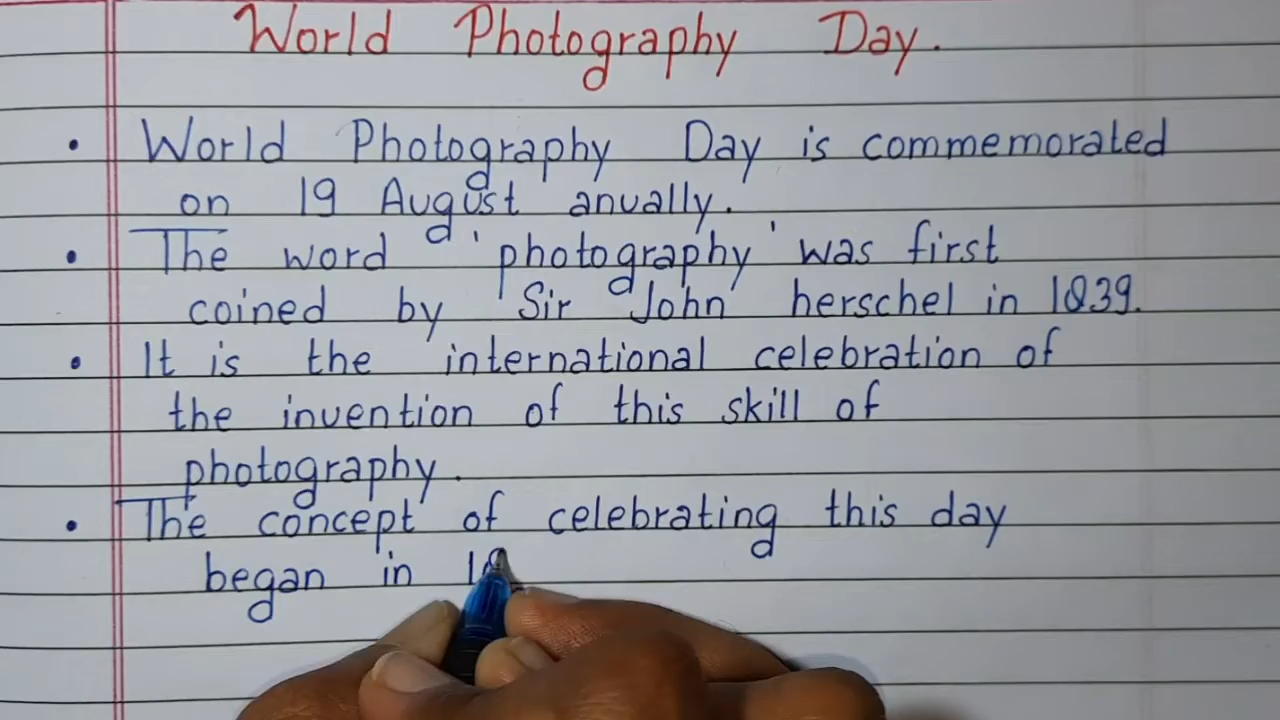 World Photography Day.
• World Photography Day is commemorated
on 19 August anually.
• The word 'photography' was first
coined by Sir John herschel in 1839.
• It is the international celebration of
the invention of this skill of
photography.
• The concept of celebrating this day
began in